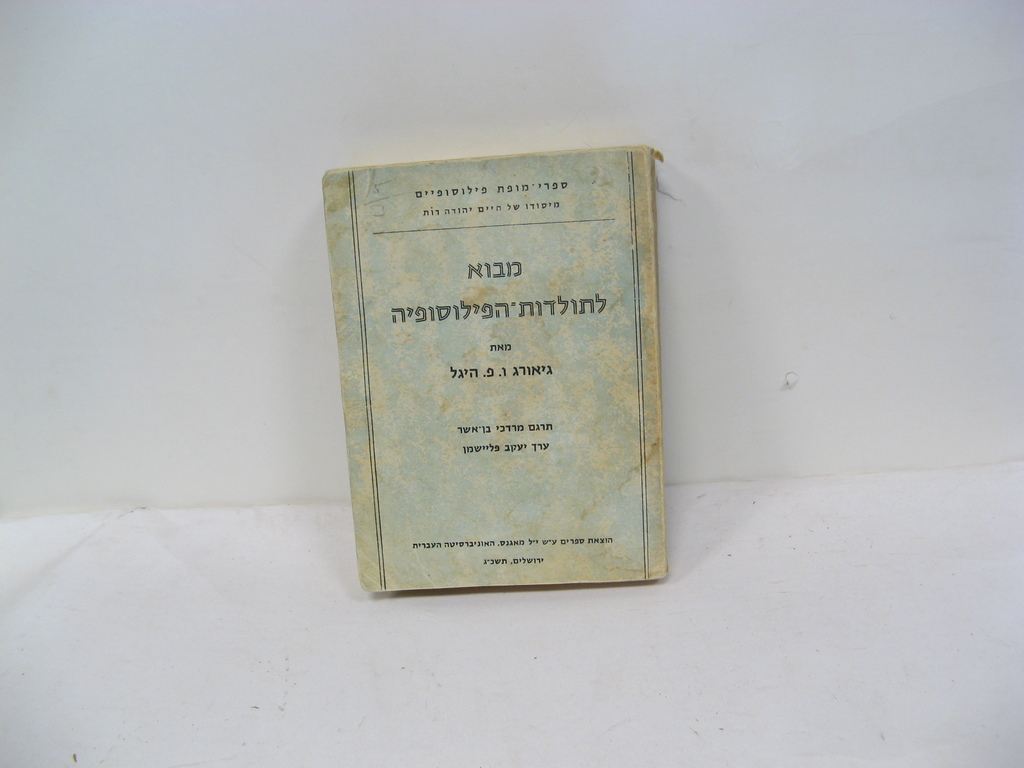 ספרי־מופת פילוסופיים
מיסודו של חיים יהודה רות
מבוא
לתולדות־הפילוסופיה
מאת
גיאורג ו. פ. היגל
תרגם מרדכי בן־אשר
ערך יעקב פליישמן
הוצאת ספרים ע״ש י״ל מאגנס, האוניברסיטה העברית
ירושלים, תשכ״ג